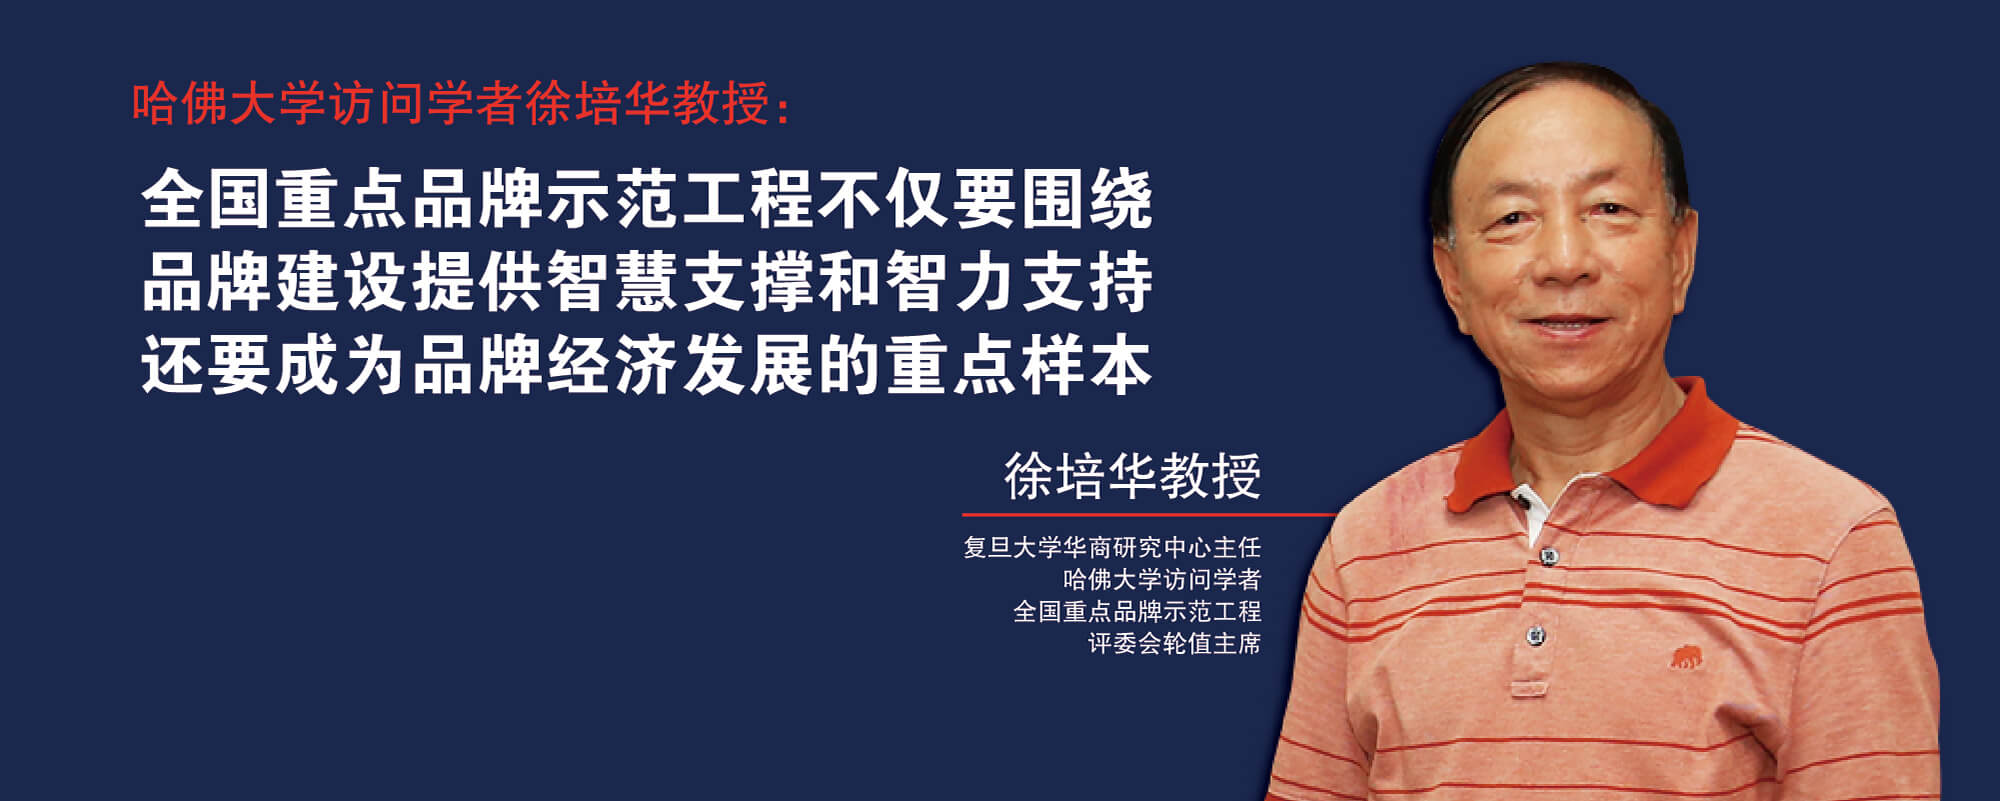 哈佛大学访问学者徐培华教授：
全国重点品牌示范工程不仅要围绕
品牌建设提供智慧支撑和智力支持
还要成为品牌经济发展的重点样本
徐培华教授
复旦大学华商研究中心主任
哈佛大学访问学者
全国重点品牌示范工程
评委会轮值主席